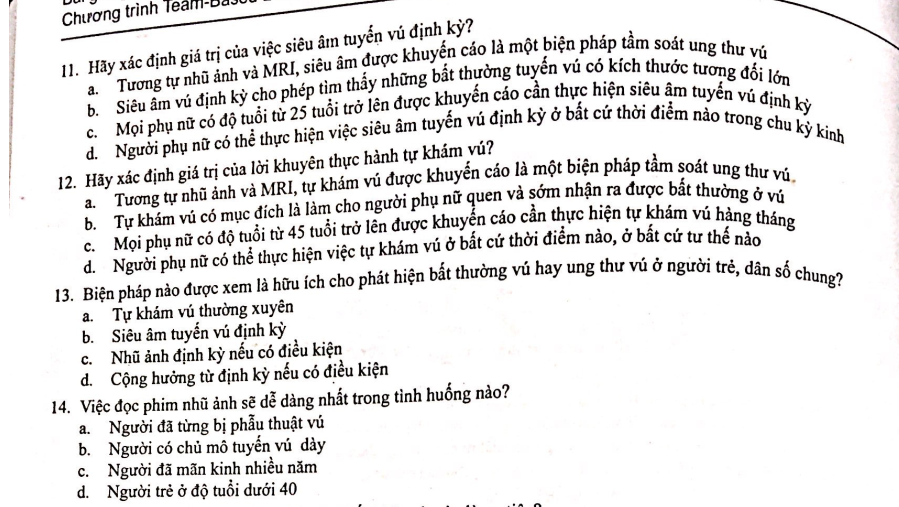 Chương trình Team-Based
11. Hãy xác định giá trị của việc siêu âm tuyến vú định kỳ?
a. Tương tự nhũ ảnh và MRI, siêu âm được khuyến cáo là một biện pháp tầm soát ung thư vú
b. Siêu âm vú định kỳ cho phép tìm thấy những bất thường tuyến vú có kích thước tương đối lớn
c. Mọi phụ nữ có độ tuổi từ 25 tuổi trở lên được khuyến cáo cần thực hiện siêu âm tuyến vú định kỳ
d. Người phụ nữ có thể thực hiện việc siêu âm tuyến vú định kỳ ở bất cứ thời điểm nào trong chu kỳ kinh
12. Hãy xác định giá trị của lời khuyên thực hành tự khám vú?
a. Tương tự nhũ ảnh và MRI, tự khám vú được khuyến cáo là một biện pháp tầm soát ung thư vú
b. Tự khám vú có mục đích là làm cho người phụ nữ quen và sớm nhận ra được bất thường ở vú
c. Mọi phụ nữ có độ tuổi từ 45 tuổi trở lên được khuyến cáo cần thực hiện tự khám vú hàng tháng
d. Người phụ nữ có thể thực hiện việc tự khám vú ở bất cứ thời điểm nào, ở bất cứ tư thế nào
13. Biện pháp nào được xem là hữu ích cho phát hiện bất thường vú hay ung thư vú ở người trẻ, dân số chung?
a. Tự khám vú thường xuyên
b. Siêu âm tuyến vú định kỳ
c. Nhũ ảnh định kỳ nếu có điều kiện
d. Cộng hưởng từ định kỳ nếu có điều kiện
14. Việc đọc phim nhũ ảnh sẽ dễ dàng nhất trong tình huống nào?
a. Người đã từng bị phẫu thuật vú
b. Người có chủ mô tuyến vú dày
c. Người đã mãn kinh nhiều năm
d. Người trẻ ở độ tuổi dưới 40